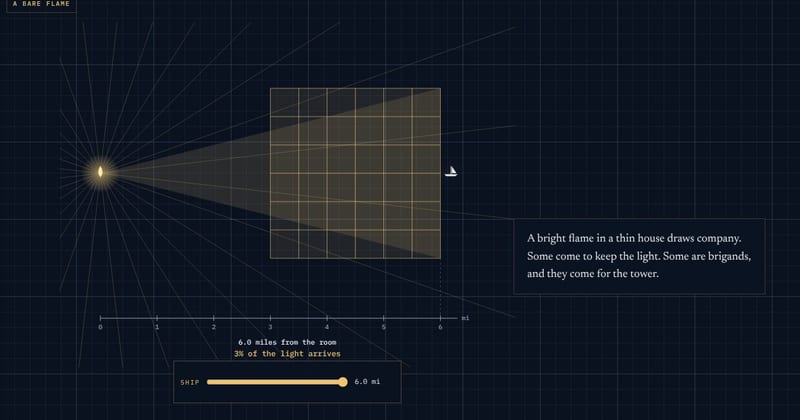 A BARE FLAME
A bright flame in a thin house draws company.
Some come to keep the light. Some are brigands,
and they come for the tower.
0 1 2 3 4 5 6 mi
6.0 miles from the room
3% of the light arrives
SHIP 6.0 mi